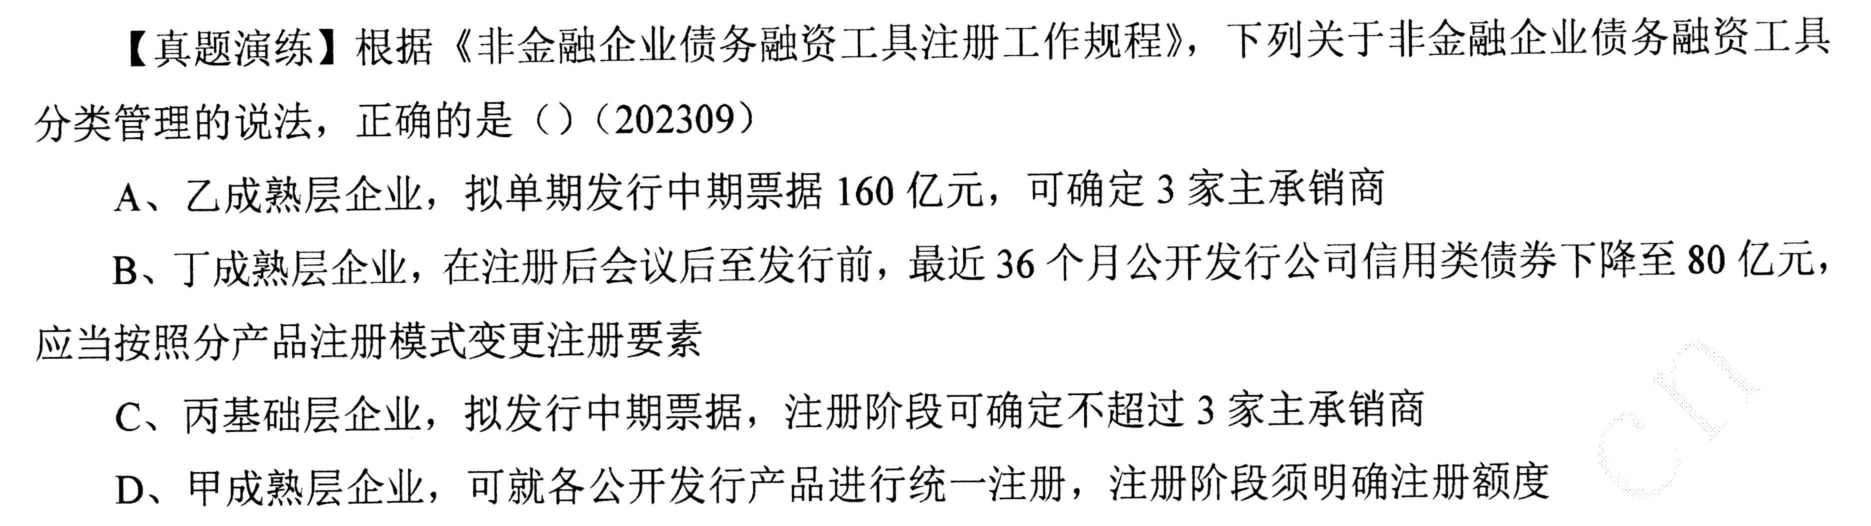 【真题演练】根据《非金融企业债务融资工具注册工作规程》，下列关于非金融企业债务融资工具
分类管理的说法，正确的是（）（202309）
A、乙成熟层企业，拟单期发行中期票据 160 亿元，可确定 3 家主承销商
B、丁成熟层企业，在注册后会议后至发行前，最近 36 个月公开发行公司信用类债券下降至 80 亿元，
应当按照分产品注册模式变更注册要素
C、丙基础层企业，拟发行中期票据，注册阶段可确定不超过 3 家主承销商
D、甲成熟层企业，可就各公开发行产品进行统一注册，注册阶段须明确注册额度
cn